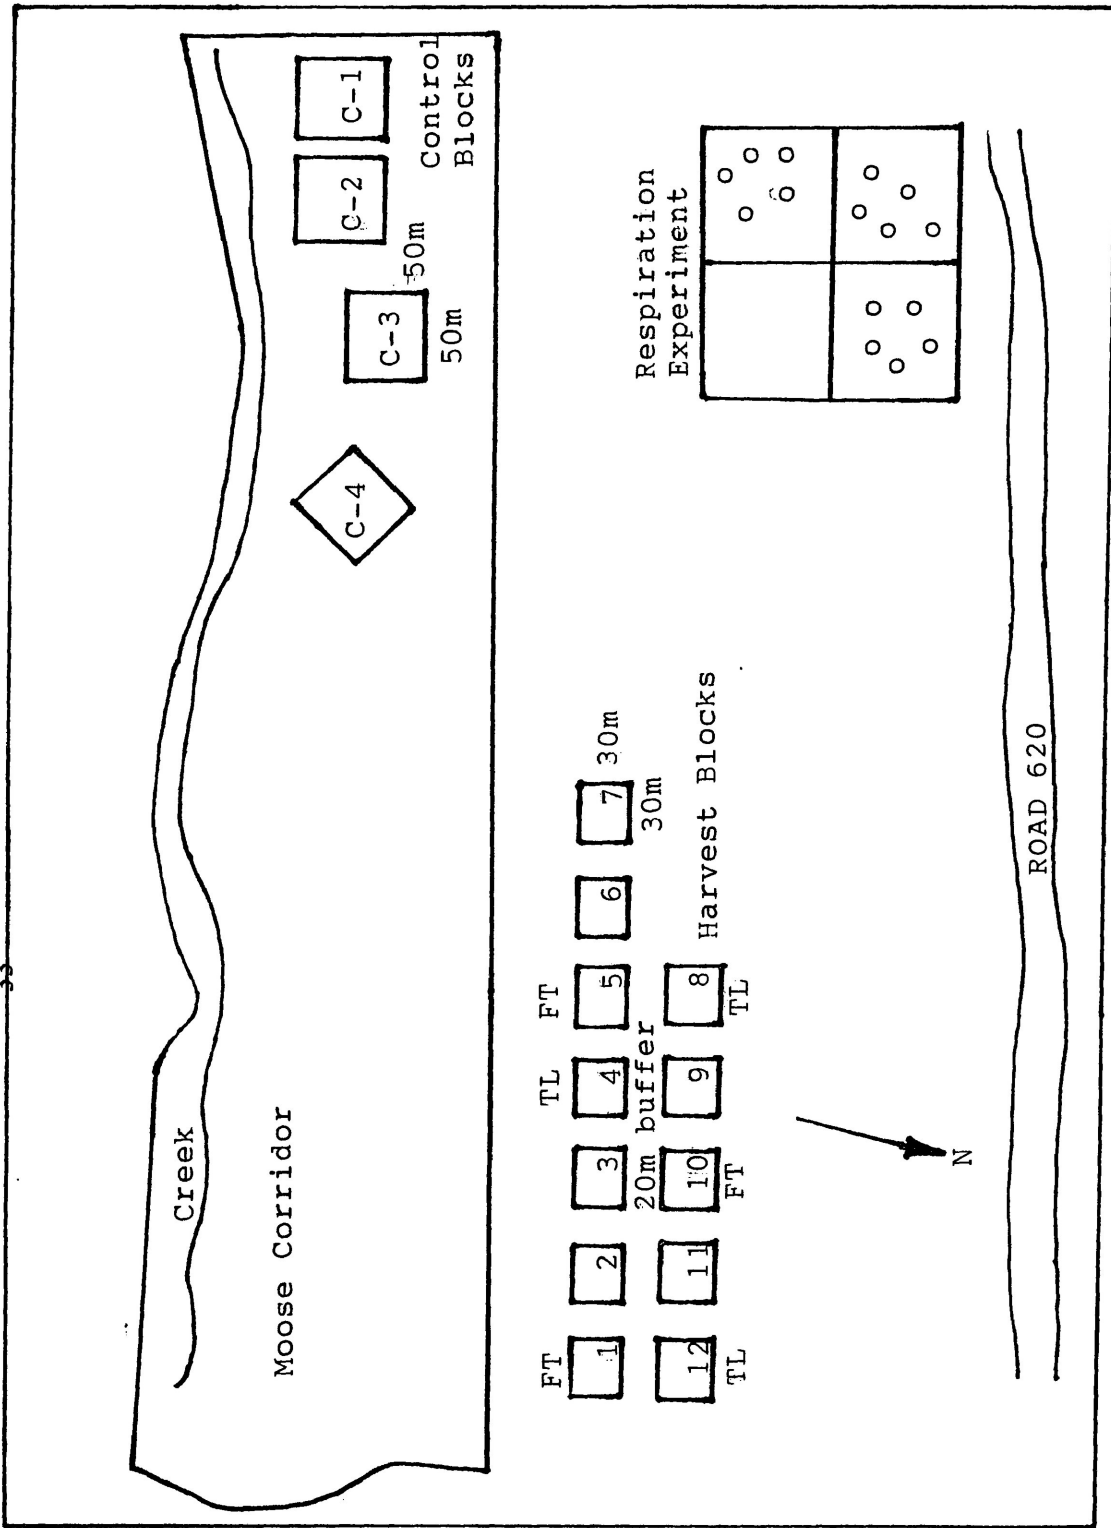 33
Creek
Moose Corridor
C-4
C-3
C-2
C-1
50m
50m
Control
Blocks
FT
TL
FT
1
2
3
4
5
6
7
30m
30m
20m buffer
12
11
10
9
8
TL
FT
TL
Harvest Blocks
Respiration
Experiment
N
ROAD 620